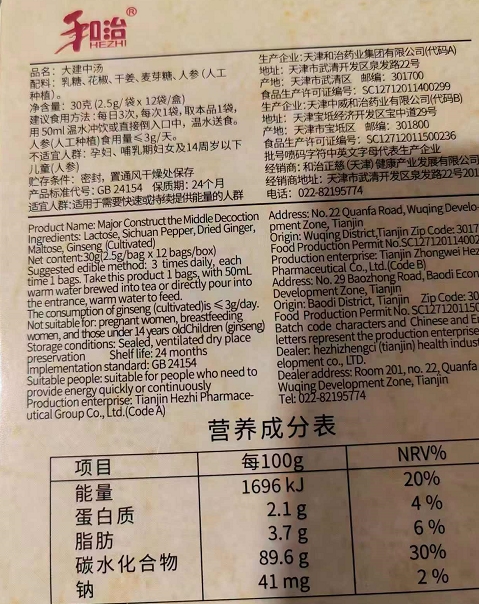 和治®
HEZHI
品名：大建中汤
配料：乳糖、花椒、干姜、麦芽糖、人参（人工
种植）。
净含量：30克（2.5g/袋 x 12袋/盒）
建议食用方法：每日3次，每次1袋，取本品1袋，
用50ml温水冲饮或直接倒入口中，温水送食。
人参（人工种植）食用量≤3g/天。
不适宜人群：孕妇、哺乳期妇女及14周岁以下
儿童（人参）
贮存条件：密封，置通风干燥处保存
产品标准代号：GB 24154 保质期：24个月
适宜人群：适用于需要快速或持续提供能量的人群
生产企业：天津和治药业集团有限公司(代码A)
地址：天津市武清开发区泉发路22号
产地：天津市武清区 邮编：301700
食品生产许可证编号：SC12712011400299
生产企业：天津中威和治药业有限公司(代码B)
地址：天津宝坻经济开发区宝中道29号
产地：天津市宝坻区 邮编：301800
食品生产许可证编号：SC12712011500236
批号喷码字符中英文字母代表生产企业
经销商：和治正慈（天津）健康产业发展有限公司
经销商地址：天津市武清开发区泉发路22号201
电话：022-82195774
Product Name: Major Construct the Middle Decoction
Ingredients: Lactose, Sichuan Pepper, Dried Ginger,
Maltose, Ginseng (Cultivated)
Net content:30g(2.5g/bag x 12 bags/box)
Suggested edible method: 3 times daily, each
time 1 bags. Take this product 1 bags, with 50mL
warm water brewed into tea or directly pour into
the entrance, warm water to feed.
The consumption of ginseng (cultivated)is ≤3g/day.
Not suitable for: pregnant women, breastfeeding
women, and those under 14 years oldChildren (ginseng)
Storage conditions: Sealed, ventilated dry place
preservation Shelf life: 24 months
Implementation standard: GB 24154
Suitable people: suitable for people who need to
provide energy quickly or continuously
Production enterprise: Tianjin Hezhi Pharmace-
utical Group Co., Ltd.(Code A)
Address: No. 22 Quanfa Road, Wuqing Develo-
pment Zone, Tianjin
Origin: Wuqing District,Tianjin Zip Code: 3017
Food Production Permit No.SC127120114002
Production enterprise: Tianjin Zhongwei Hez
Pharmaceutical Co., Ltd.(Code B)
Address: No. 29 Baozhong Road, Baodi Econ
Development Zone, Tianjin
Origin: Baodi District, Tianjin Zip Code: 30
Food Production Permit No. SC127120115
Batch code characters and Chinese and E
letters represent the production enterprise
Dealer: hezhizhengci (tianjin) health indust
elopment co., LTD.
Dealer address: Room 201, no. 22, Quanfa
Wuqing Development Zone, Tianjin
Tel: 022-82195774
营养成分表
项目 每100g NRV%
能量 1696 kJ 20%
蛋白质 2.1 g 4 %
脂肪 3.7 g 6 %
碳水化合物 89.6 g 30%
钠 41 mg 2 %